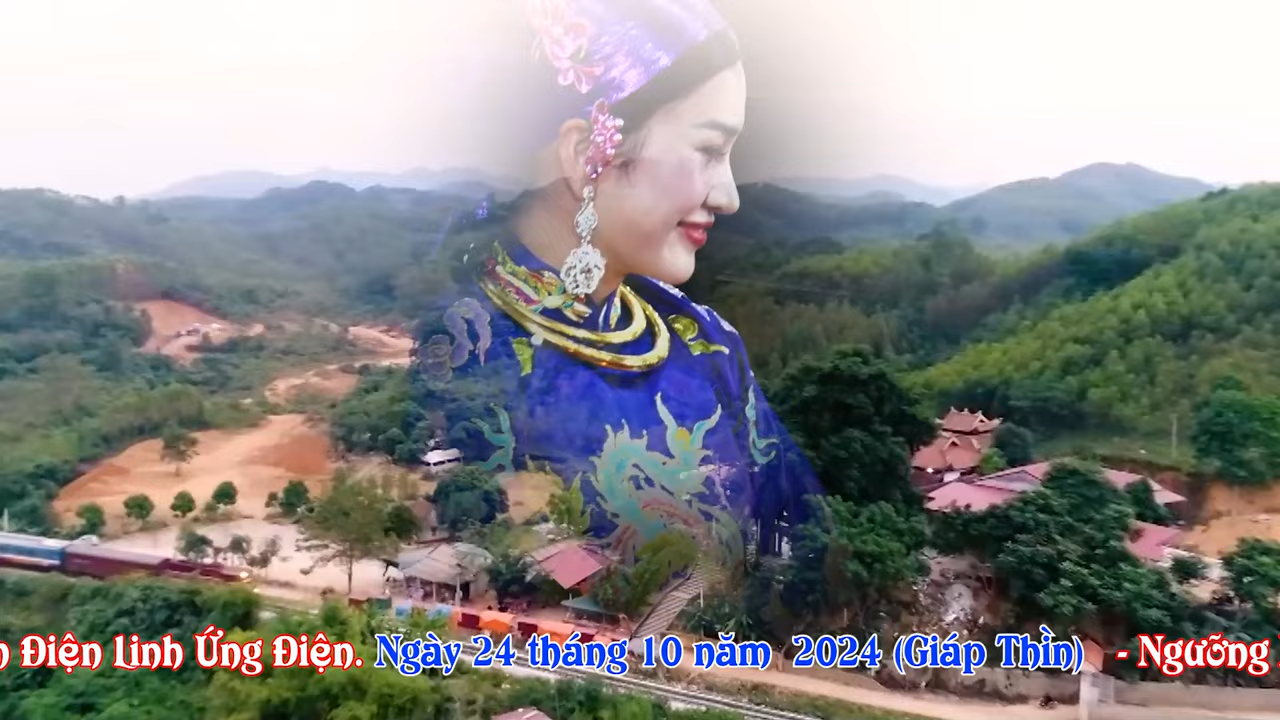 Điện Linh Ứng Điện. Ngày 24 tháng 10 năm 2024 (Giáp Thìn) - Ngưỡng